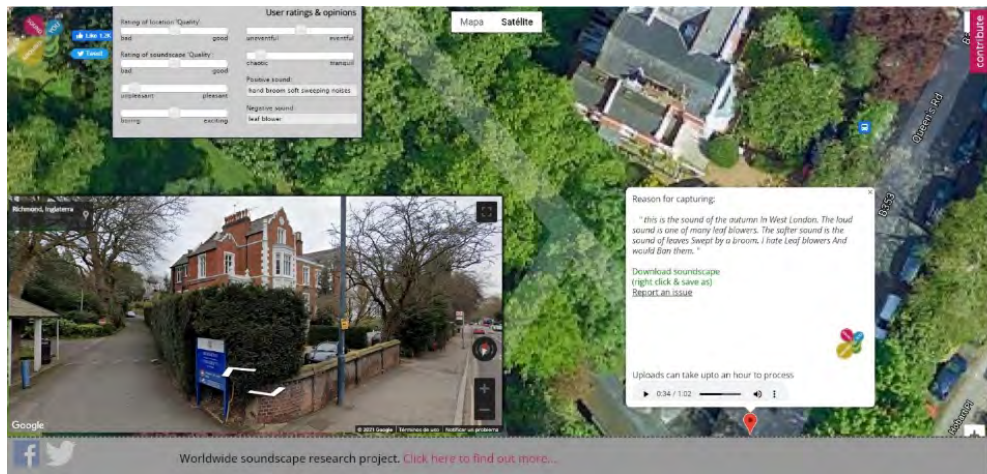 User ratings & opinions
Rating of location 'Quality':
bad good
uneventful eventful
Rating of soundscape 'Quality':
bad good
chaotic tranquil
Positive sound:
hand broom soft sweeping noises
unpleasant pleasant
Negative sound:
leaf blower
boring exciting
Like 1.2K
Tweet
Mapa Satélite
contribute
Queen's Rd
B353
Hobart Pl
Richmond, Inglaterra
Google
© 2021 Google Términos de uso Notificar un problema
Reason for capturing:
" this is the sound of the autumn In West London. The loud
sound is one of many leaf blowers. The safter sound is the
sound of leaves Swept by a broom. I hate Leaf blowers And
would Ban them. "
Download soundscape
(right click & save as)
Report an issue
Uploads can take upto an hour to process
0:34 / 1:02
Worldwide soundscape research project. Click here to find out more...